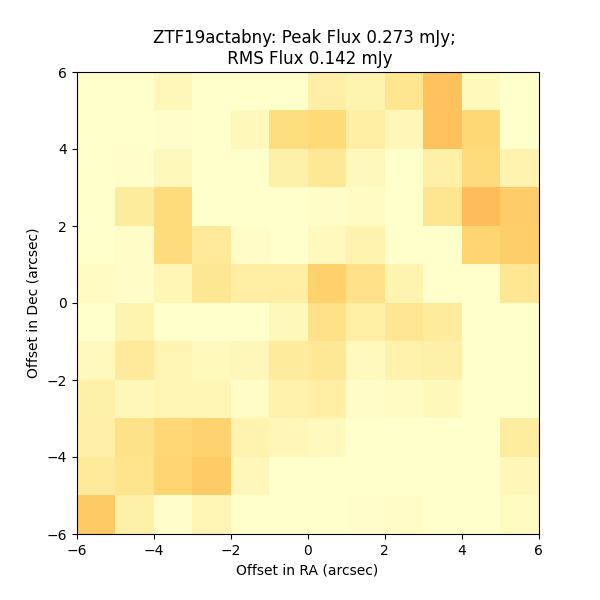 ZTF19actabny: Peak Flux 0.273 mJy;
RMS Flux 0.142 mJy
6
4
2
0
−2
−4
−6
Offset in Dec (arcsec)
−6 −4 −2 0 2 4 6
Offset in RA (arcsec)